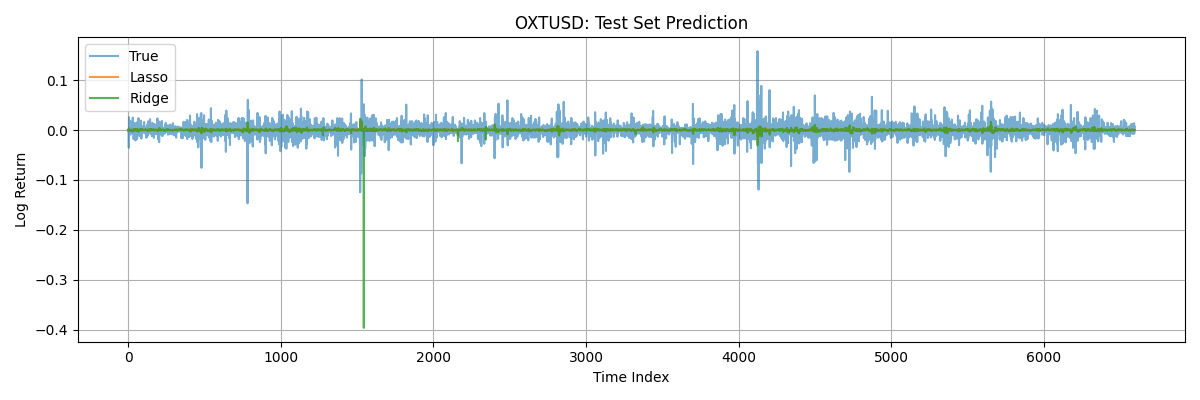 OXTUSD: Test Set Prediction
True
Lasso
Ridge
0.1
0.0
−0.1
−0.2
−0.3
−0.4
Log Return
0 1000 2000 3000 4000 5000 6000
Time Index